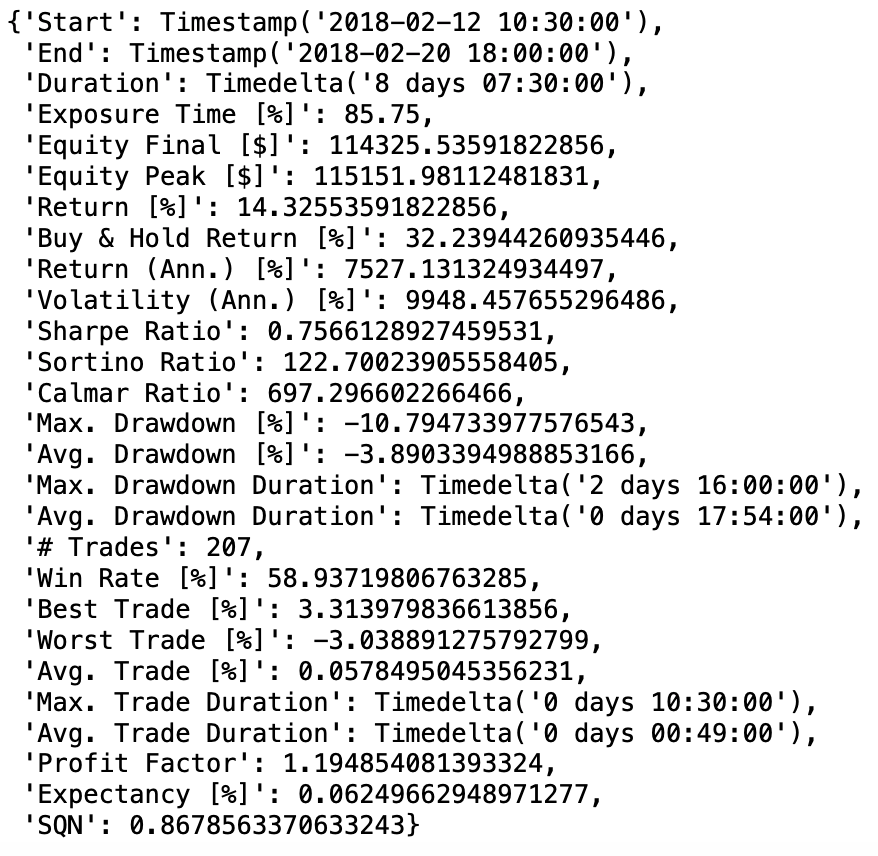 {'Start': Timestamp('2018-02-12 10:30:00'),
'End': Timestamp('2018-02-20 18:00:00'),
'Duration': Timedelta('8 days 07:30:00'),
'Exposure Time [%]': 85.75,
'Equity Final [$]': 114325.53591822856,
'Equity Peak [$]': 115151.98112481831,
'Return [%]': 14.32553591822856,
'Buy & Hold Return [%]': 32.23944260935446,
'Return (Ann.) [%]': 7527.131324934497,
'Volatility (Ann.) [%]': 9948.457655296486,
'Sharpe Ratio': 0.7566128927459531,
'Sortino Ratio': 122.70023905558405,
'Calmar Ratio': 697.296602266466,
'Max. Drawdown [%]': -10.794733977576543,
'Avg. Drawdown [%]': -3.8903394988853166,
'Max. Drawdown Duration': Timedelta('2 days 16:00:00'),
'Avg. Drawdown Duration': Timedelta('0 days 17:54:00'),
'# Trades': 207,
'Win Rate [%]': 58.93719806763285,
'Best Trade [%]': 3.313979836613856,
'Worst Trade [%]': -3.038891275792799,
'Avg. Trade [%]': 0.0578495045356231,
'Max. Trade Duration': Timedelta('0 days 10:30:00'),
'Avg. Trade Duration': Timedelta('0 days 00:49:00'),
'Profit Factor': 1.194854081393324,
'Expectancy [%]': 0.06249662948971277,
'SQN': 0.8678563370633243}